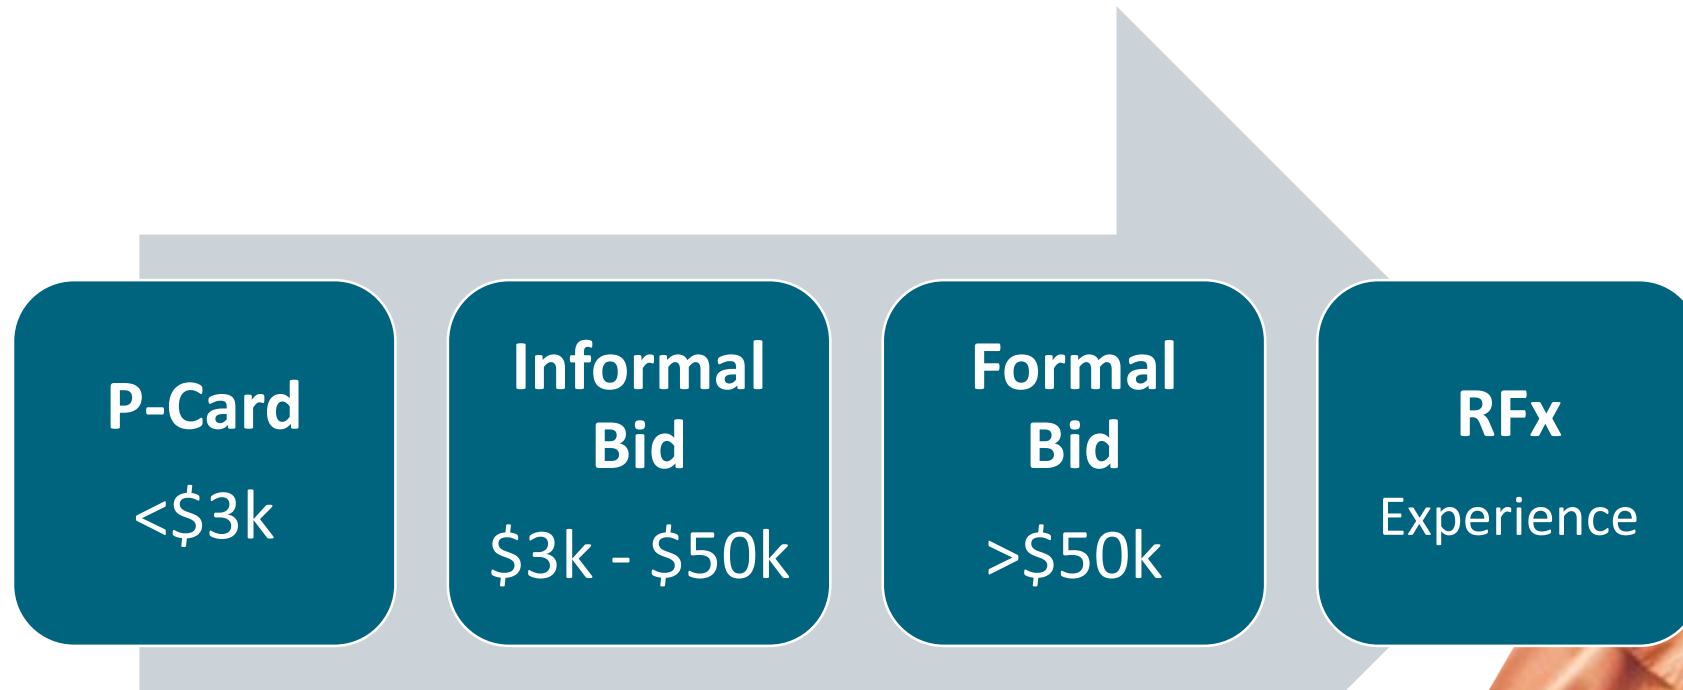 P-Card
<$3k
Informal
Bid
$3k - $50k
Formal
Bid
>$50k
RFx
Experience